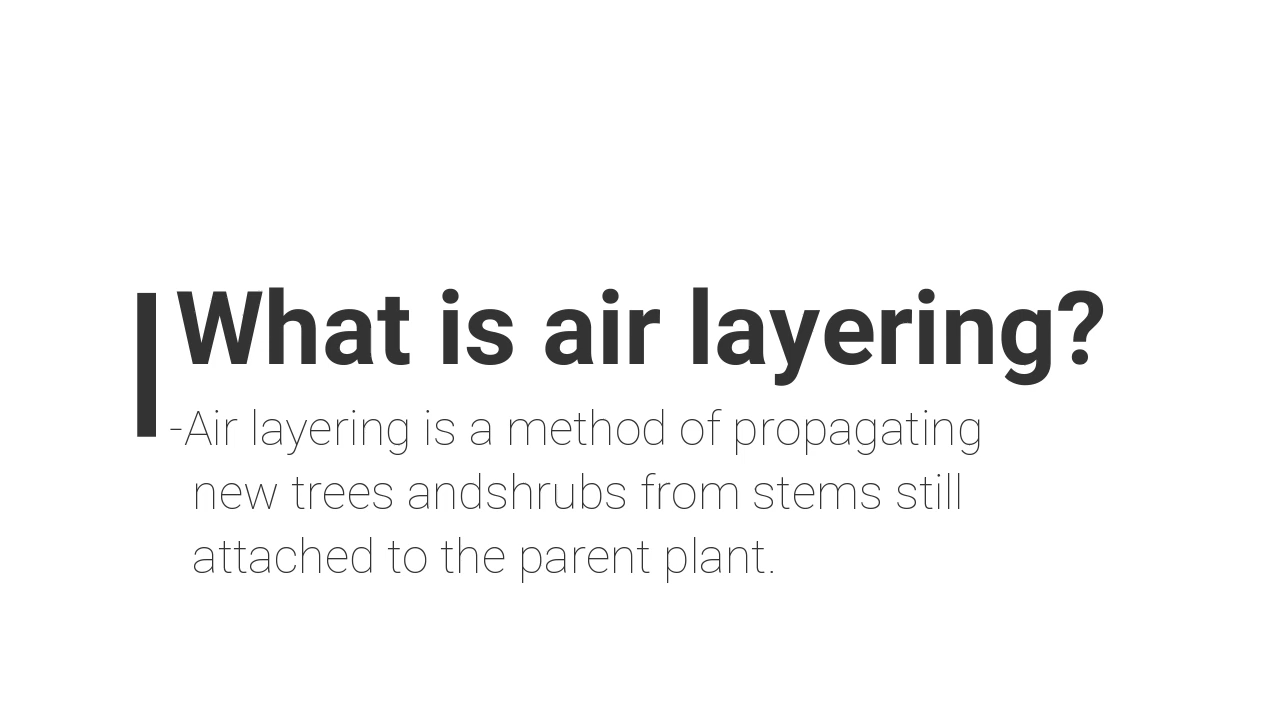 What is air layering?
-Air layering is a method of propagating
new trees andshrubs from stems still
attached to the parent plant.